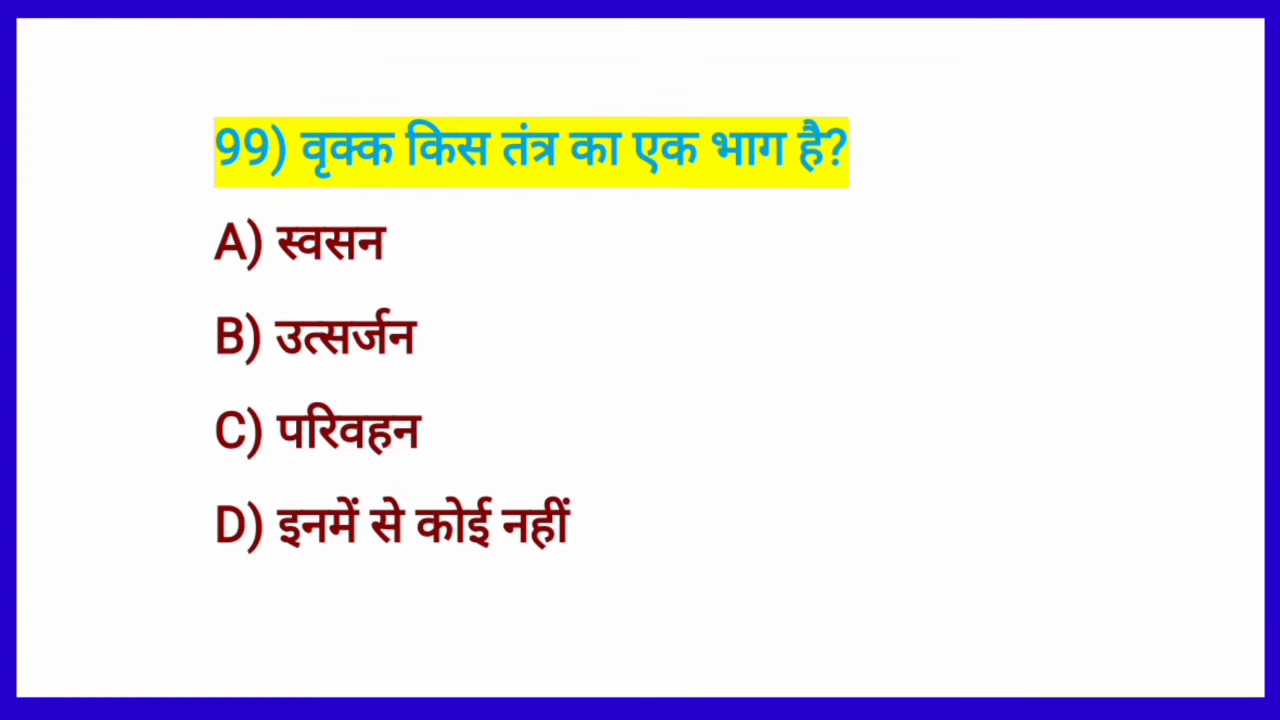 99) वृक्क किस तंत्र का एक भाग है?
A) स्वसन
B) उत्सर्जन
C) परिवहन
D) इनमें से कोई नहीं